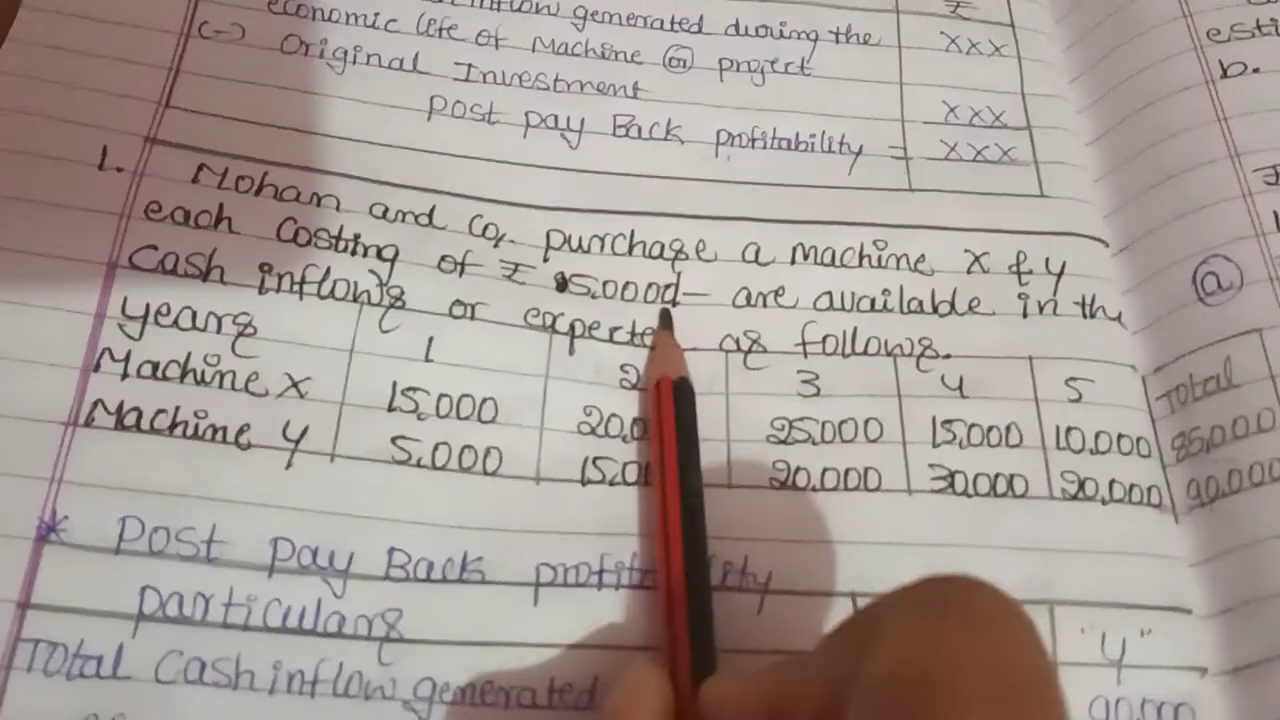 inflow generated during the ₹
economic life of Machine or project xxx
(-) Original Investment xxx
Post pay Back profitability = xxx
1. Mohan and Co. purchase a machine X & Y
each costing of ₹ 5.000 are available in the
Cash inflows or as follows.
years 1 2 3 4 5 Total
Machine X 15,000 25,000 15,000 10,000 85,000
Machine Y 5,000 20,000 30,000 20,000 90,000
* Post pay Back
particulars "Y"
Total Cash inflow generated 90,000
esti
b.
(a)